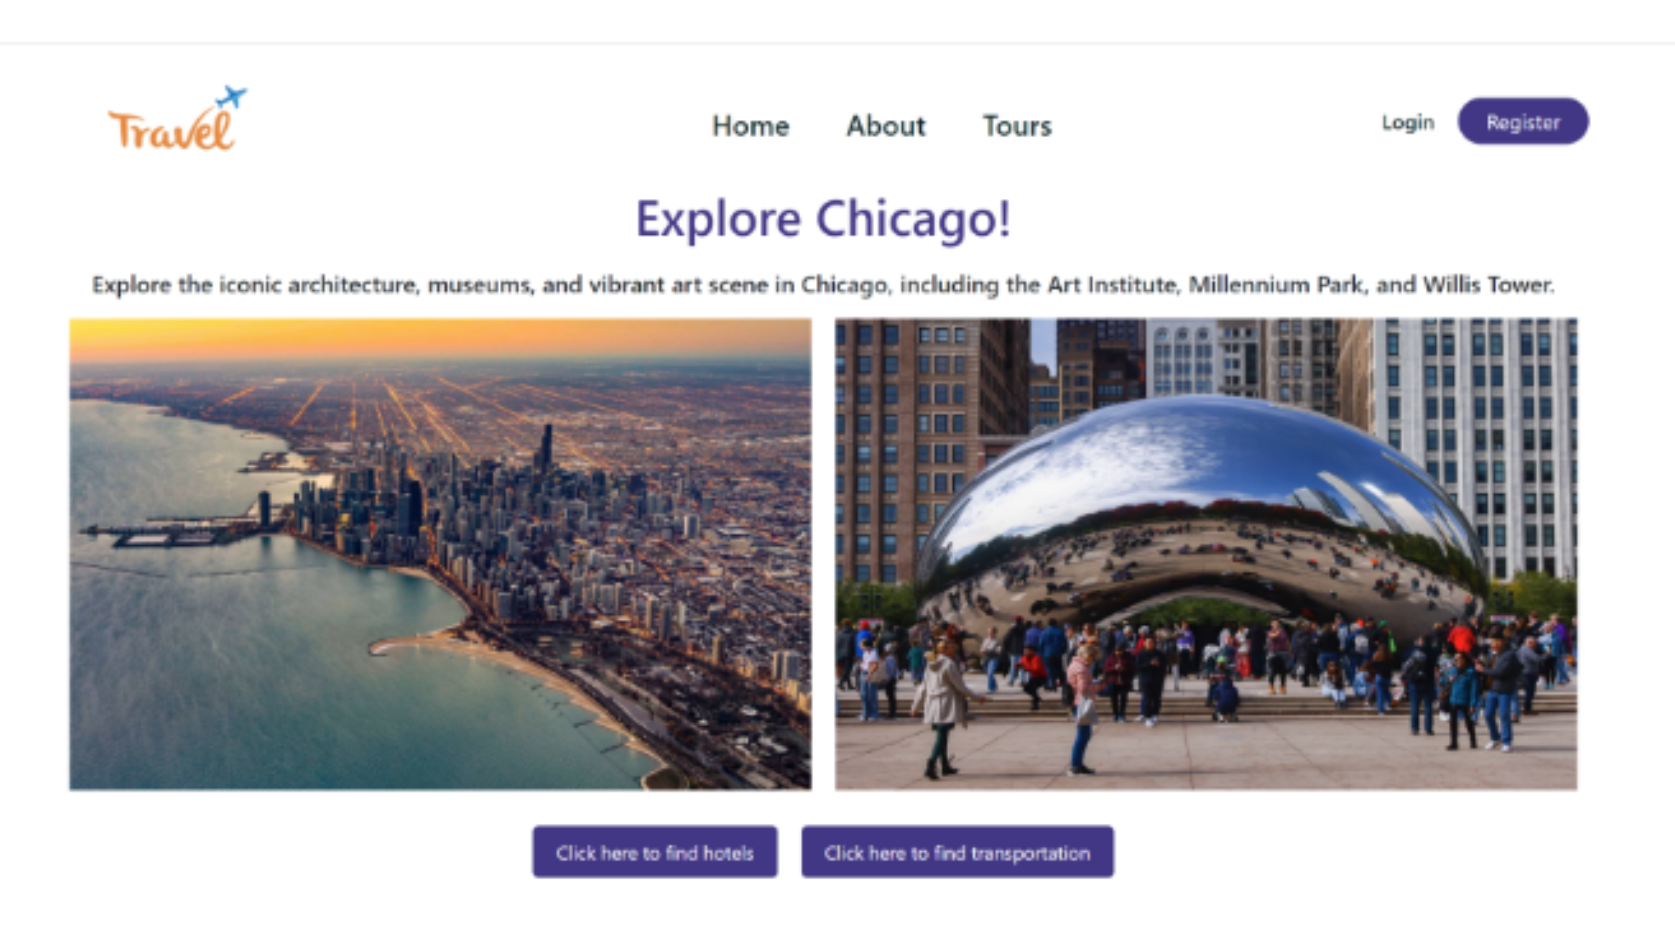 Travel
Home About Tours
Login Register
Explore Chicago!
Explore the iconic architecture, museums, and vibrant art scene in Chicago, including the Art Institute, Millennium Park, and Willis Tower.
Click here to find hotels
Click here to find transportation